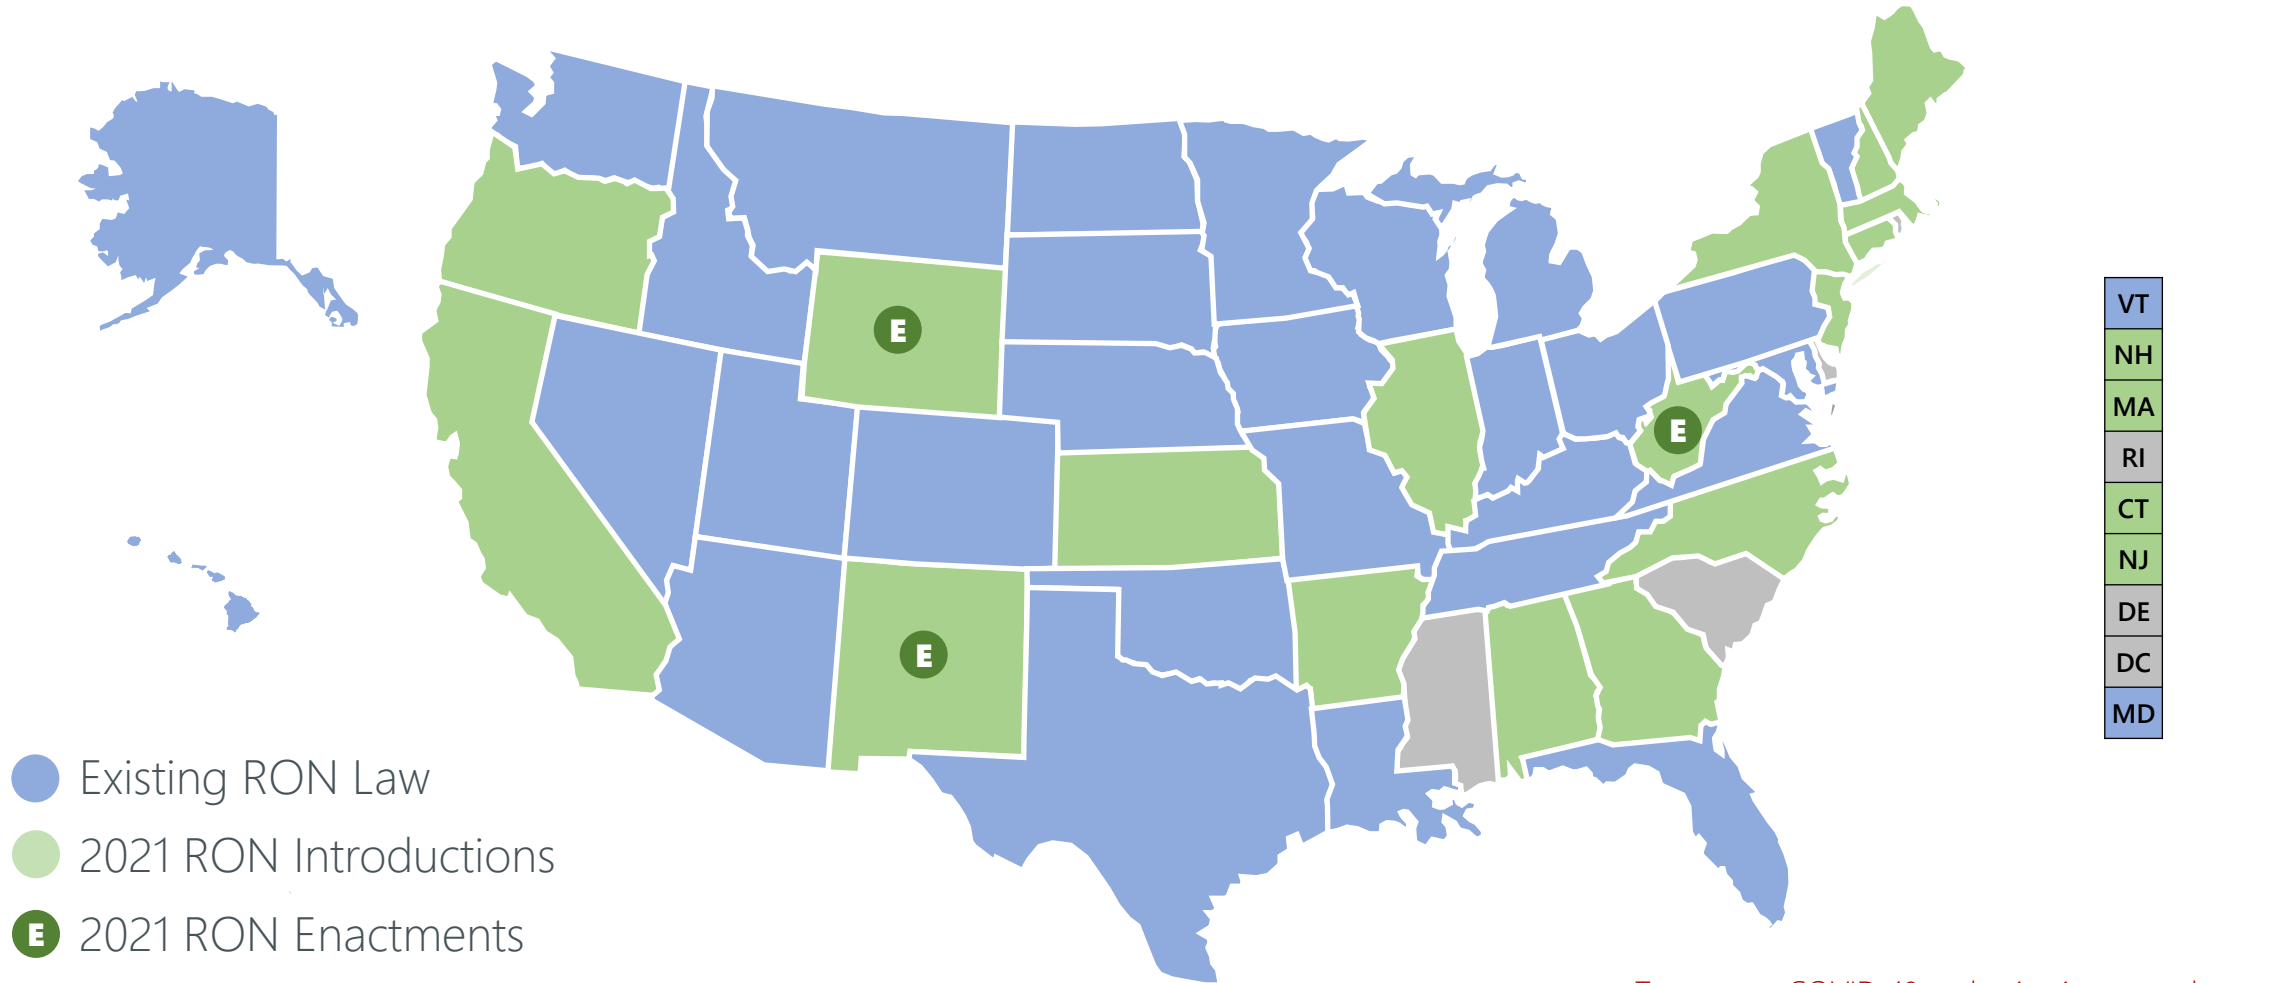 E
E
E
VT
NH
MA
RI
CT
NJ
DE
DC
MD
Existing RON Law
2021 RON Introductions
E 2021 RON Enactments